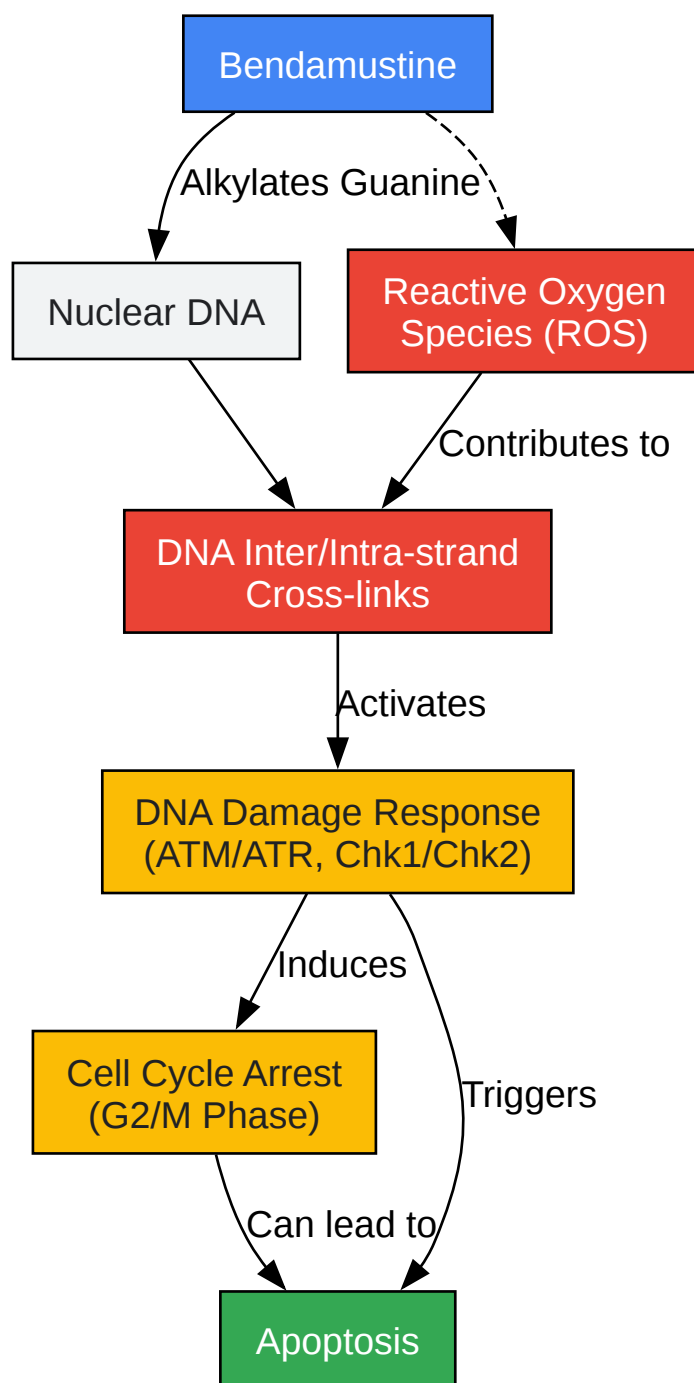 Bendamustine
Alkylates Guanine
Nuclear DNA
Reactive Oxygen
Species (ROS)
Contributes to
DNA Inter/Intra-strand
Cross-links
Activates
DNA Damage Response
(ATM/ATR, Chk1/Chk2)
Induces
Cell Cycle Arrest
(G2/M Phase)
Triggers
Can lead to
Apoptosis